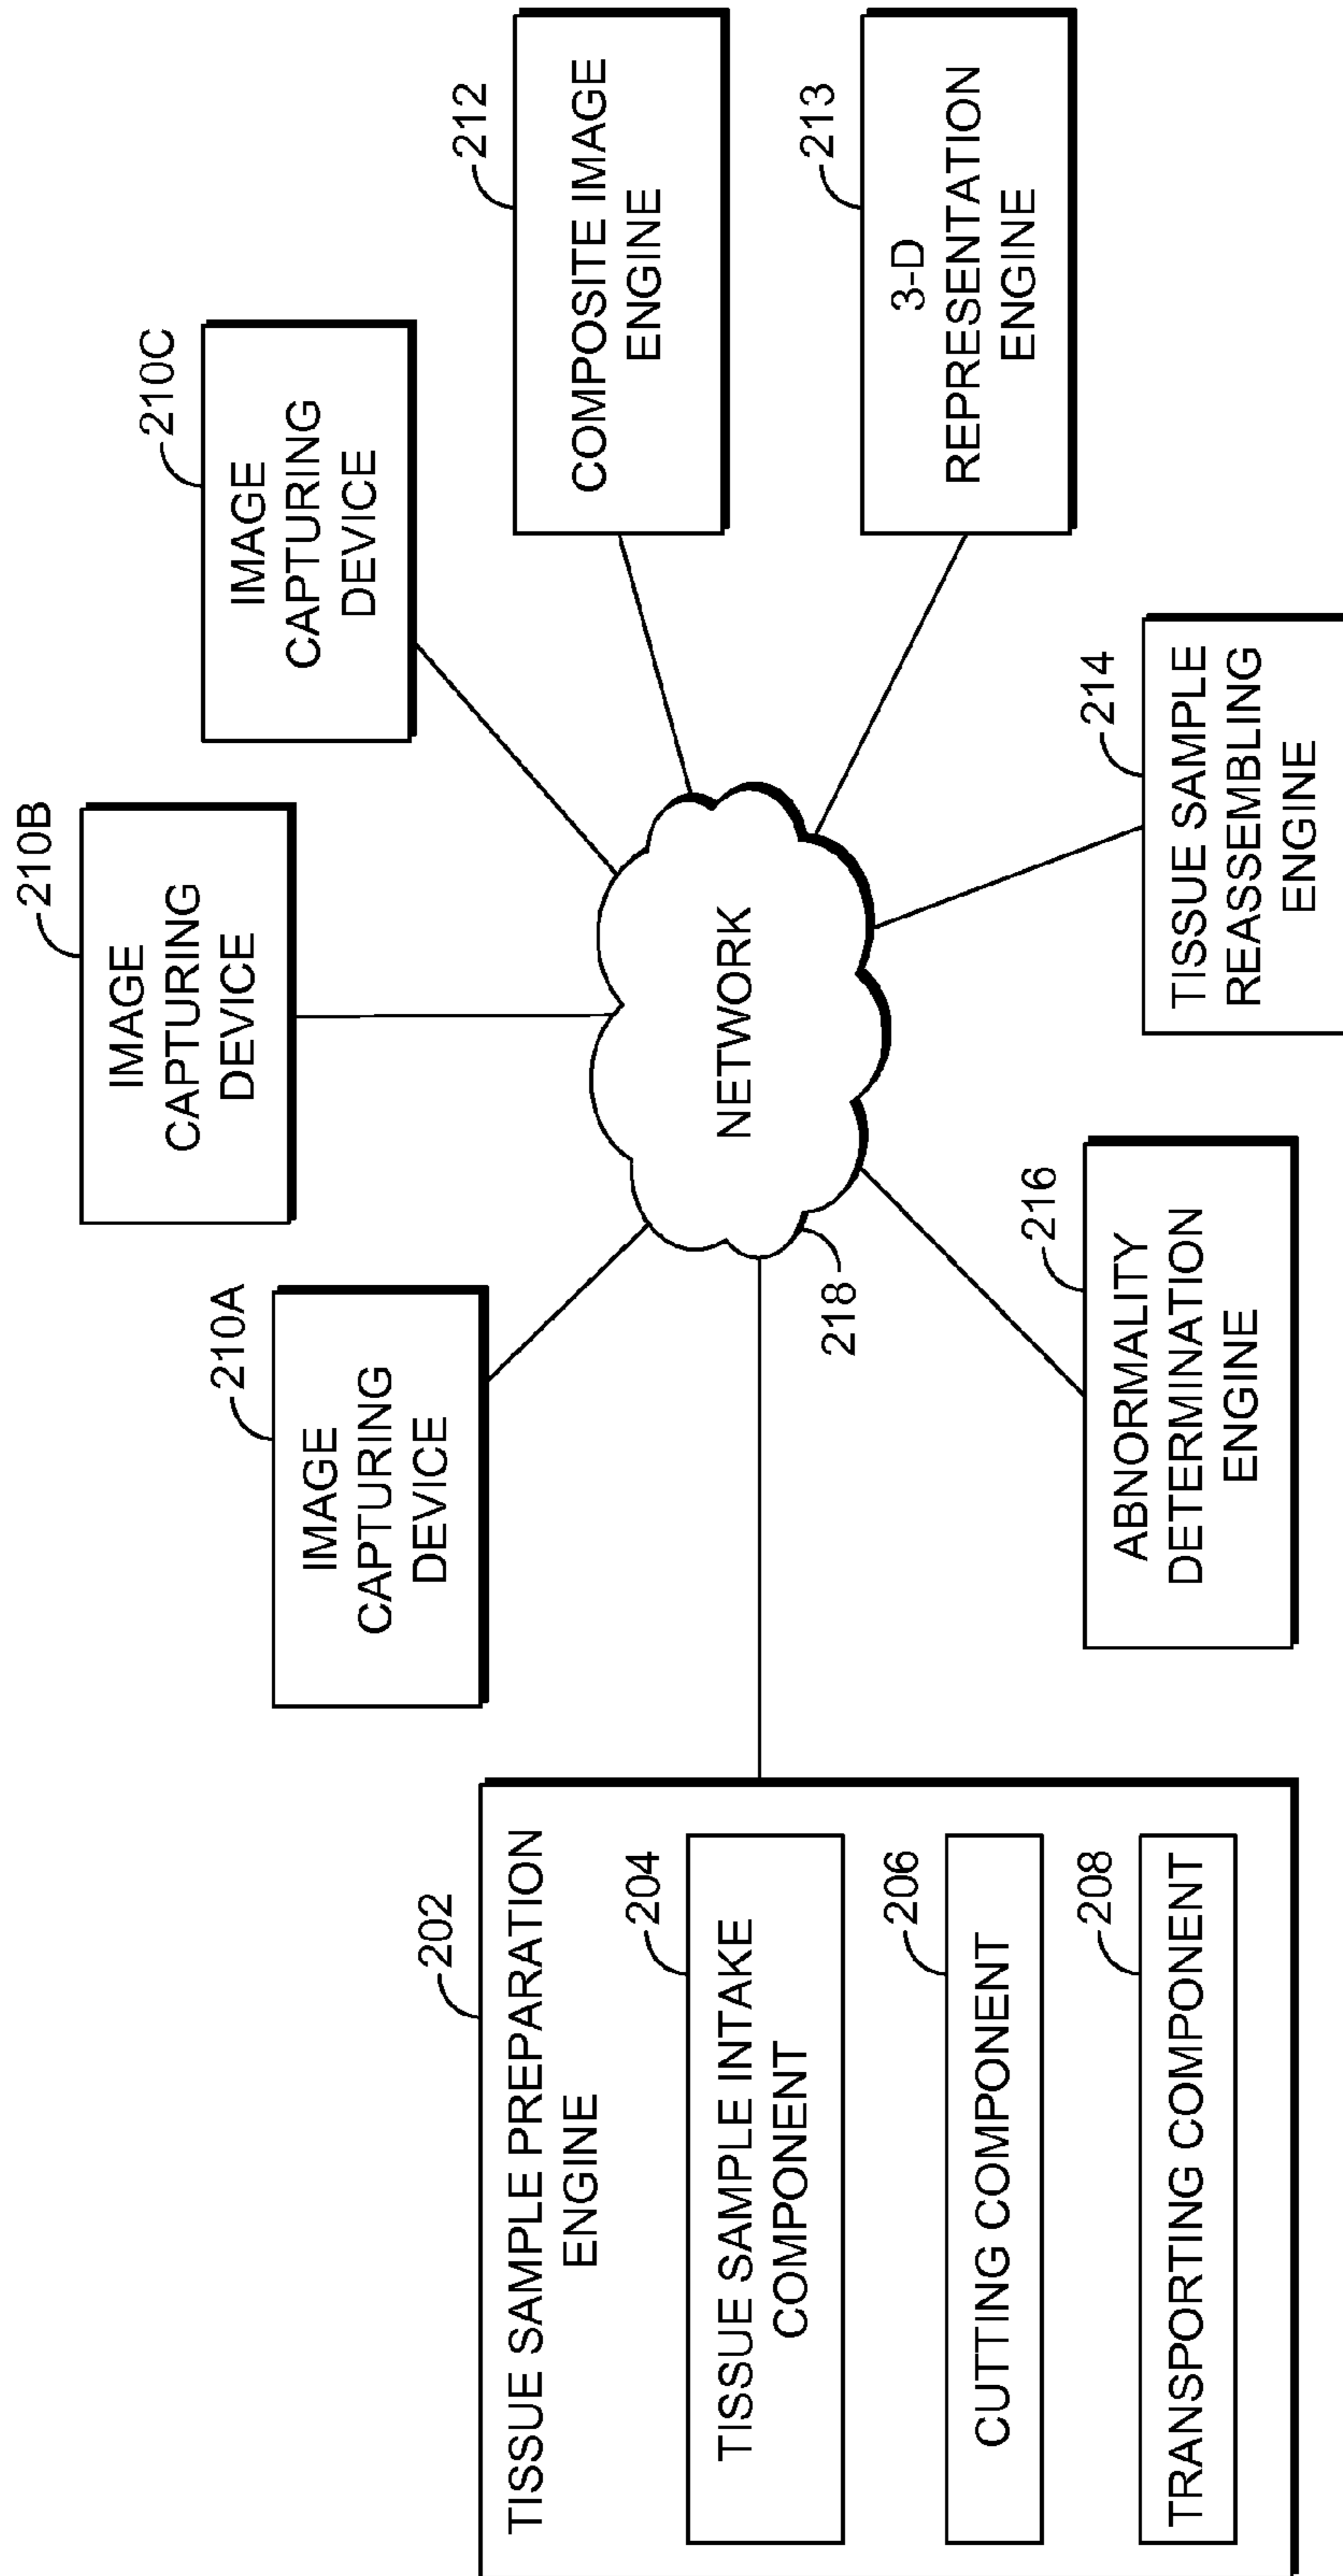 202
TISSUE SAMPLE PREPARATION
ENGINE
204
TISSUE SAMPLE INTAKE
COMPONENT
206
CUTTING COMPONENT
208
TRANSPORTING COMPONENT
210A
IMAGE
CAPTURING
DEVICE
210B
IMAGE
CAPTURING
DEVICE
210C
IMAGE
CAPTURING
DEVICE
212
COMPOSITE IMAGE
ENGINE
213
3-D
REPRESENTATION
ENGINE
214
TISSUE SAMPLE
REASSEMBLING
ENGINE
216
ABNORMALITY
DETERMINATION
ENGINE
NETWORK
218